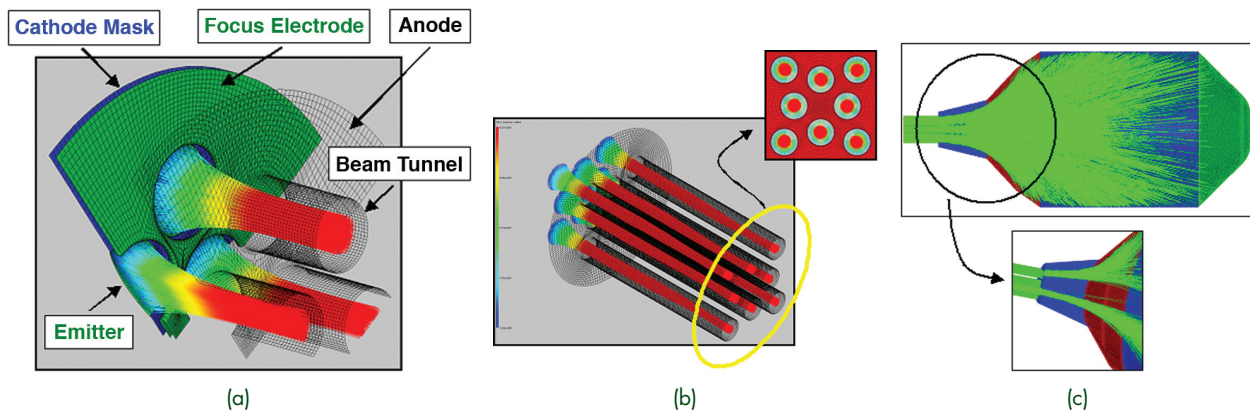 Cathode Mask
Focus Electrode
Anode
Beam Tunnel
Emitter
(a)
(b)
(c)